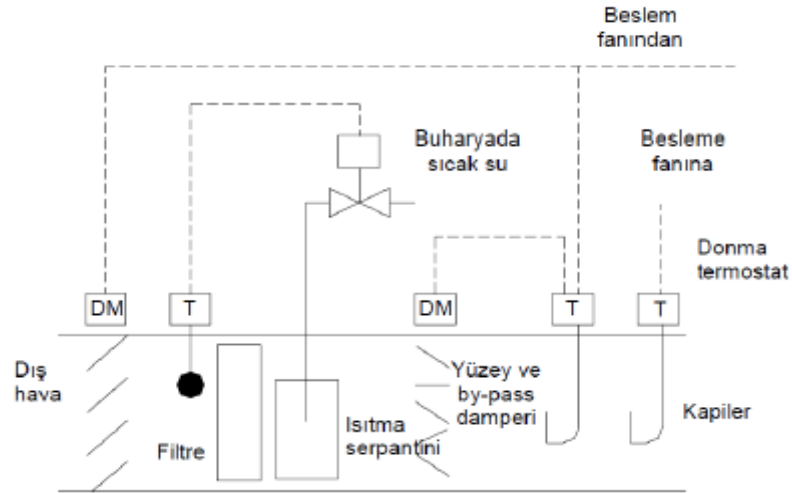 Beslem
fanından
Buharyada
sıcak su
Besleme
fanına
Donma
termostat
DM
T
DM
T
T
Dış
hava
Filtre
Isıtma
serpantini
Yüzey ve
by-pass
damperi
Kapiler